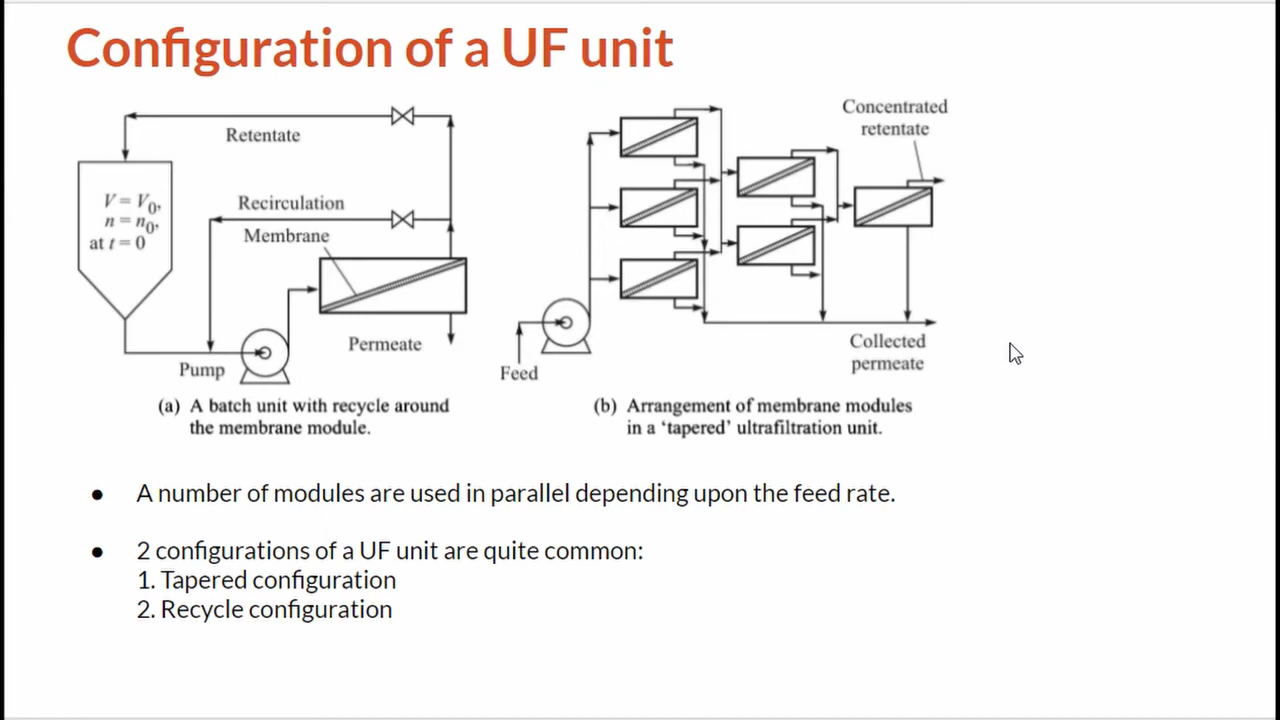 Configuration of a UF unit
Retentate
V = V0,
n = n0,
at t = 0
Recirculation
Membrane
Permeate
Pump
(a) A batch unit with recycle around
the membrane module.
Concentrated
retentate
Feed
Collected
permeate
(b) Arrangement of membrane modules
in a ‘tapered’ ultrafiltration unit.
● A number of modules are used in parallel depending upon the feed rate.
● 2 configurations of a UF unit are quite common:
1. Tapered configuration
2. Recycle configuration